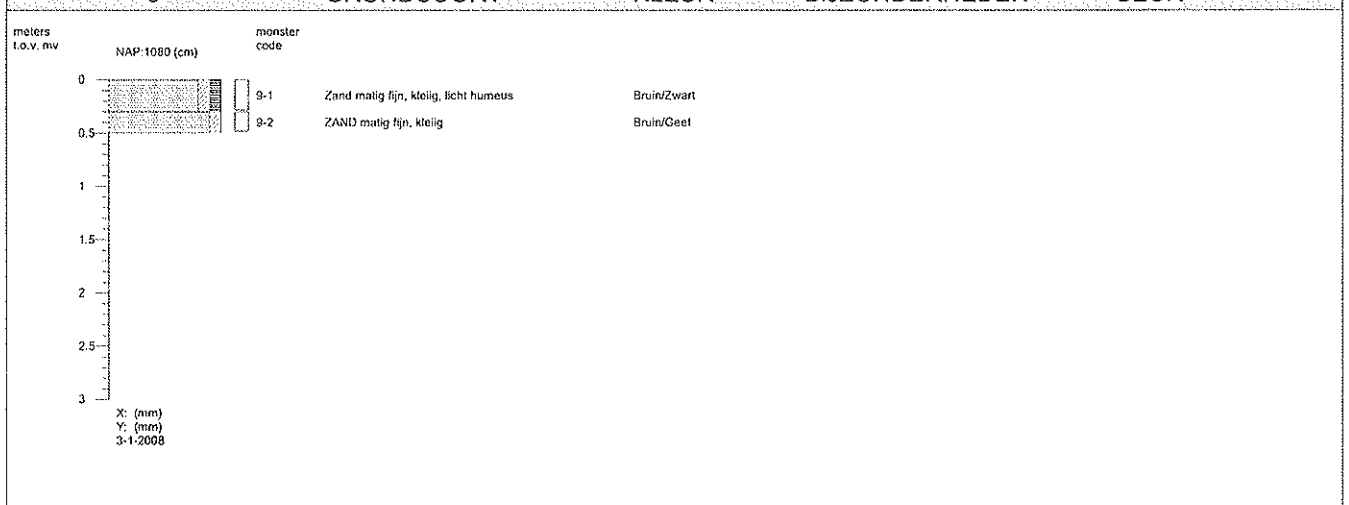 meters
t.o.v. mv
NAP:1080 (cm)
monster
code
0
9-1 Zand matig fijn, kleiig, licht humeus Bruin/Zwart
9-2 ZAND matig fijn, kleiig Bruin/Geel
0.5
1
1.5
2
2.5
3
X: (mm)
Y: (mm)
3-1-2008